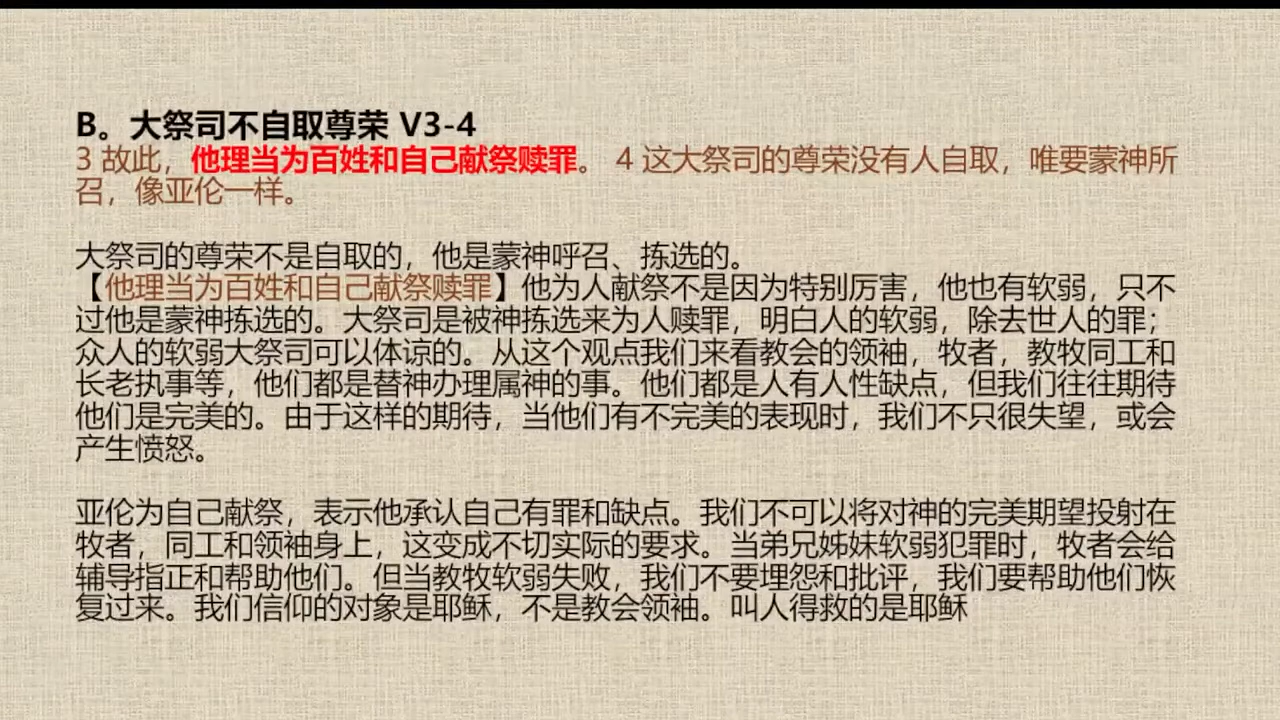 B。大祭司不自取尊荣 V3-4
3 故此，他理当为百姓和自己献祭赎罪。 4 这大祭司的尊荣没有人自取，唯要蒙神所
召，像亚伦一样。
大祭司的尊荣不是自取的，他是蒙神呼召、拣选的。
【他理当为百姓和自己献祭赎罪】他为人献祭不是因为特别厉害，他也有软弱，只不
过他是蒙神拣选的。大祭司是被神拣选来为人赎罪，明白人的软弱，除去世人的罪；
众人的软弱大祭司可以体谅的。从这个观点我们来看教会的领袖，牧者，教牧同工和
长老执事等，他们都是替神办理属神的事。他们都是人有人性缺点，但我们往往期待
他们是完美的。由于这样的期待，当他们有不完美的表现时，我们不只很失望，或会
产生愤怒。
亚伦为自己献祭，表示他承认自己有罪和缺点。我们不可以将对神的完美期望投射在
牧者，同工和领袖身上，这变成不切实际的要求。当弟兄姊妹软弱犯罪时，牧者会给
辅导指正和帮助他们。但当教牧软弱失败，我们不要埋怨和批评，我们要帮助他们恢
复过来。我们信仰的对象是耶稣，不是教会领袖。叫人得救的是耶稣